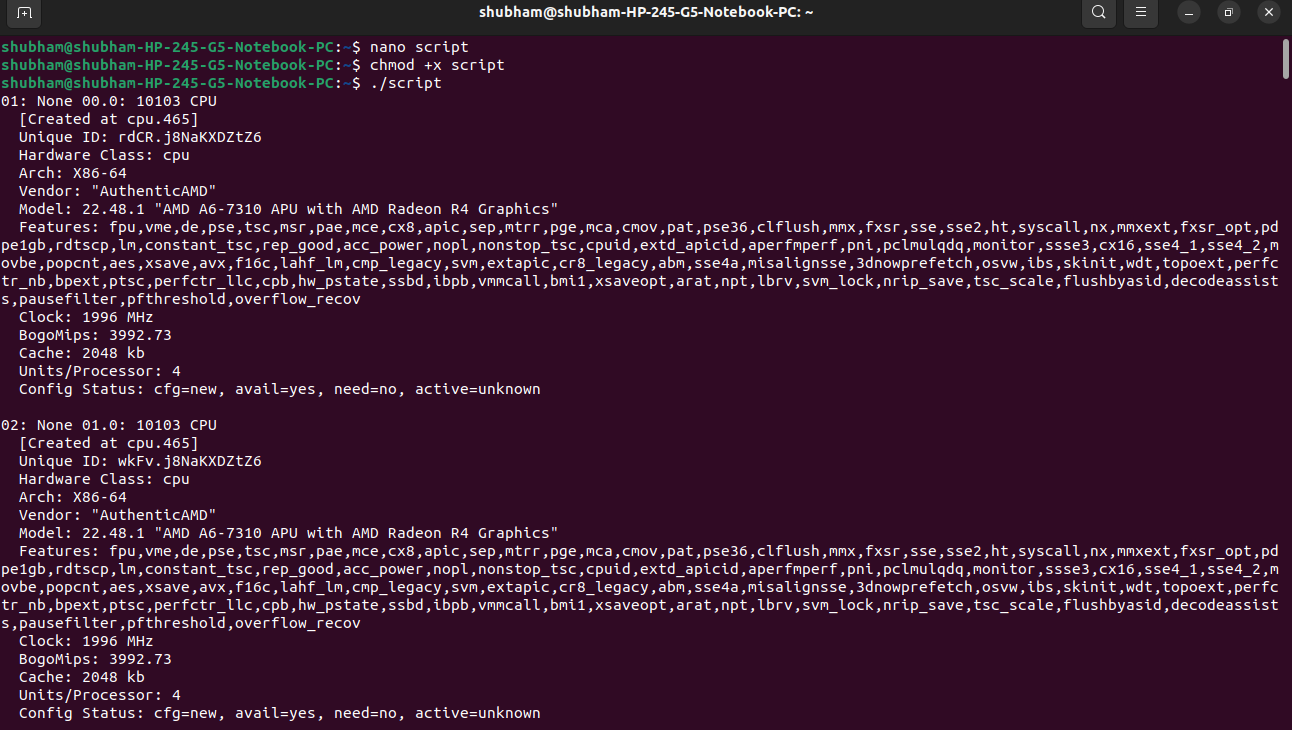 shubham@shubham-HP-245-G5-Notebook-PC: ~
shubham@shubham-HP-245-G5-Notebook-PC:~$ nano script
shubham@shubham-HP-245-G5-Notebook-PC:~$ chmod +x script
shubham@shubham-HP-245-G5-Notebook-PC:~$ ./script
01: None 00.0: 10103 CPU
  [Created at cpu.465]
  Unique ID: rdCR.j8NaKXDZtZ6
  Hardware Class: cpu
  Arch: X86-64
  Vendor: "AuthenticAMD"
  Model: 22.48.1 "AMD A6-7310 APU with AMD Radeon R4 Graphics"
  Features: fpu,vme,de,pse,tsc,msr,pae,mce,cx8,apic,sep,mtrr,pge,mca,cmov,pat,pse36,clflush,mmx,fxsr,sse,sse2,ht,syscall,nx,mmxext,fxsr_opt,pd
pe1gb,rdtscp,lm,constant_tsc,rep_good,acc_power,nopl,nonstop_tsc,cpuid,extd_apicid,aperfmperf,pni,pclmulqdq,monitor,ssse3,cx16,sse4_1,sse4_2,m
ovbe,popcnt,aes,xsave,avx,f16c,lahf_lm,cmp_legacy,svm,extapic,cr8_legacy,abm,sse4a,misalignsse,3dnowprefetch,osvw,ibs,skinit,wdt,topoext,perfc
tr_nb,bpext,ptsc,perfctr_llc,cpb,hw_pstate,ssbd,ibpb,vmmcall,bmi1,xsaveopt,arat,npt,lbrv,svm_lock,nrip_save,tsc_scale,flushbyasid,decodeassist
s,pausefilter,pfthreshold,overflow_recov
  Clock: 1996 MHz
  BogoMips: 3992.73
  Cache: 2048 kb
  Units/Processor: 4
  Config Status: cfg=new, avail=yes, need=no, active=unknown

02: None 01.0: 10103 CPU
  [Created at cpu.465]
  Unique ID: wkFv.j8NaKXDZtZ6
  Hardware Class: cpu
  Arch: X86-64
  Vendor: "AuthenticAMD"
  Model: 22.48.1 "AMD A6-7310 APU with AMD Radeon R4 Graphics"
  Features: fpu,vme,de,pse,tsc,msr,pae,mce,cx8,apic,sep,mtrr,pge,mca,cmov,pat,pse36,clflush,mmx,fxsr,sse,sse2,ht,syscall,nx,mmxext,fxsr_opt,pd
pe1gb,rdtscp,lm,constant_tsc,rep_good,acc_power,nopl,nonstop_tsc,cpuid,extd_apicid,aperfmperf,pni,pclmulqdq,monitor,ssse3,cx16,sse4_1,sse4_2,m
ovbe,popcnt,aes,xsave,avx,f16c,lahf_lm,cmp_legacy,svm,extapic,cr8_legacy,abm,sse4a,misalignsse,3dnowprefetch,osvw,ibs,skinit,wdt,topoext,perfc
tr_nb,bpext,ptsc,perfctr_llc,cpb,hw_pstate,ssbd,ibpb,vmmcall,bmi1,xsaveopt,arat,npt,lbrv,svm_lock,nrip_save,tsc_scale,flushbyasid,decodeassist
s,pausefilter,pfthreshold,overflow_recov
  Clock: 1996 MHz
  BogoMips: 3992.73
  Cache: 2048 kb
  Units/Processor: 4
  Config Status: cfg=new, avail=yes, need=no, active=unknown